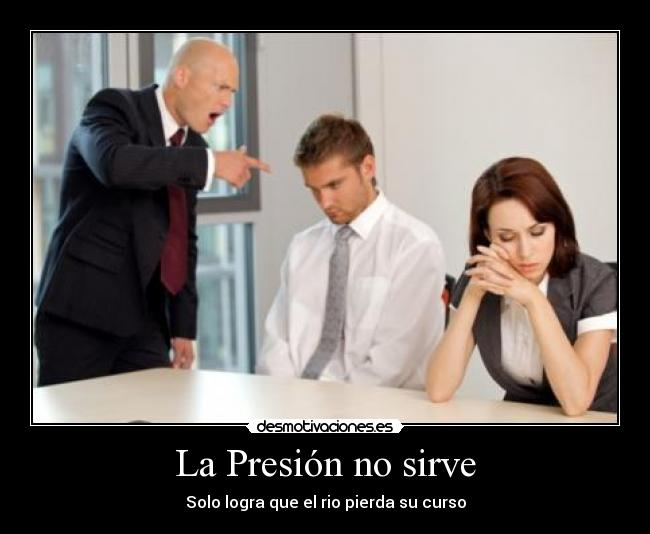 desmotivaciones.es
La Presión no sirve
Solo logra que el rio pierda su curso